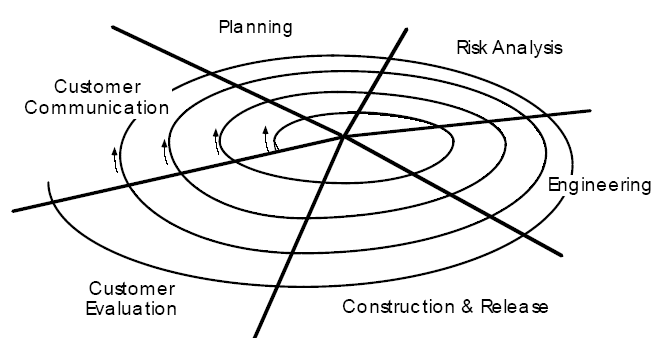 Planning
Risk Analysis
Customer
Communication
Engineering
Customer
Evaluation
Construction & Release